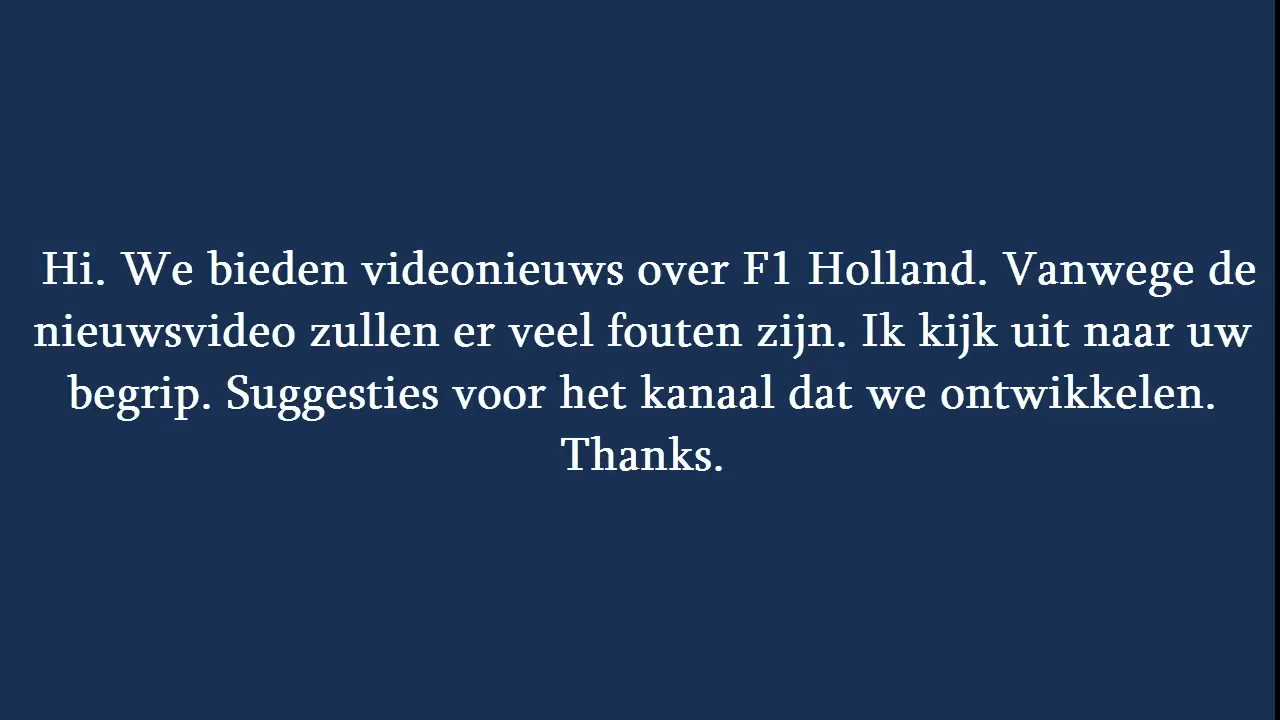 Hi. We bieden videonieuws over F1 Holland. Vanwege de
nieuwsvideo zullen er veel fouten zijn. Ik kijk uit naar uw
begrip. Suggesties voor het kanaal dat we ontwikkelen.
Thanks.